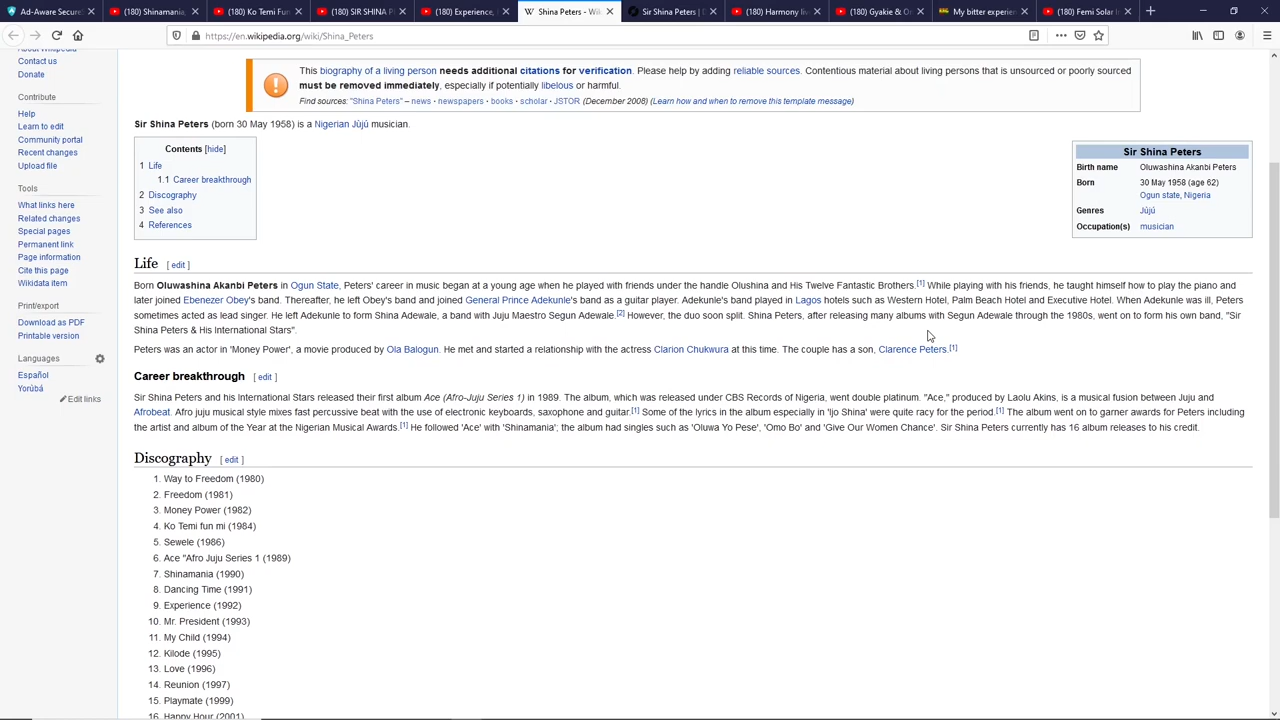 Ad-Aware Secure
(180) Shinamania,
(180) Ko Temi Fun
(180) SIR SHINA P
(180) Experience,
Shina Peters - Wi
Sir Shina Peters | D
(180) Harmony live
(180) Gyakie & O
My bitter experien
(180) Femi Solar li
https://en.wikipedia.org/wiki/Shina_Peters
About Wikipedia
Contact us
Donate
Contribute
Help
Learn to edit
Community portal
Recent changes
Upload file
Tools
What links here
Related changes
Special pages
Permanent link
Page information
Cite this page
Wikidata item
Print/export
Download as PDF
Printable version
Languages
Español
Yorùbá
Edit links
This biography of a living person needs additional citations for verification. Please help by adding reliable sources. Contentious material about living persons that is unsourced or poorly sourced
must be removed immediately, especially if potentially libelous or harmful.
Find sources: "Shina Peters" – news · newspapers · books · scholar · JSTOR (December 2008) (Learn how and when to remove this template message)
Sir Shina Peters (born 30 May 1958) is a Nigerian Jùjú musician.
Contents [hide]
1 Life
1.1 Career breakthrough
2 Discography
3 See also
4 References
Sir Shina Peters
Birth name Oluwashina Akanbi Peters
Born 30 May 1958 (age 62)
Ogun state, Nigeria
Genres Jùjú
Occupation(s) musician
Life [ edit ]
Born Oluwashina Akanbi Peters in Ogun State, Peters' career in music began at a young age when he played with friends under the handle Olushina and His Twelve Fantastic Brothers.[1] While playing with his friends, he taught himself how to play the piano and
later joined Ebenezer Obey's band. Thereafter, he left Obey's band and joined General Prince Adekunle's band as a guitar player. Adekunle's band played in Lagos hotels such as Western Hotel, Palm Beach Hotel and Executive Hotel. When Adekunle was ill, Peters
sometimes acted as lead singer. He left Adekunle to form Shina Adewale, a band with Juju Maestro Segun Adewale.[2] However, the duo soon split. Shina Peters, after releasing many albums with Segun Adewale through the 1980s, went on to form his own band, "Sir
Shina Peters & His International Stars".
Peters was an actor in 'Money Power', a movie produced by Ola Balogun. He met and started a relationship with the actress Clarion Chukwura at this time. The couple has a son, Clarence Peters.[1]
Career breakthrough [ edit ]
Sir Shina Peters and his International Stars released their first album Ace (Afro-Juju Series 1) in 1989. The album, which was released under CBS Records of Nigeria, went double platinum. "Ace," produced by Laolu Akins, is a musical fusion between Juju and
Afrobeat. Afro juju musical style mixes fast percussive beat with the use of electronic keyboards, saxophone and guitar.[1] Some of the lyrics in the album especially in 'Ijo Shina' were quite racy for the period.[1] The album went on to garner awards for Peters including
the artist and album of the Year at the Nigerian Musical Awards.[1] He followed 'Ace' with 'Shinamania'; the album had singles such as 'Oluwa Yo Pese', 'Omo Bo' and 'Give Our Women Chance'. Sir Shina Peters currently has 16 album releases to his credit.
Discography [ edit ]
1. Way to Freedom (1980)
2. Freedom (1981)
3. Money Power (1982)
4. Ko Temi fun mi (1984)
5. Sewele (1986)
6. Ace "Afro Juju Series 1 (1989)
7. Shinamania (1990)
8. Dancing Time (1991)
9. Experience (1992)
10. Mr. President (1993)
11. My Child (1994)
12. Kilode (1995)
13. Love (1996)
14. Reunion (1997)
15. Playmate (1999)
16. Happy Hour (2001)